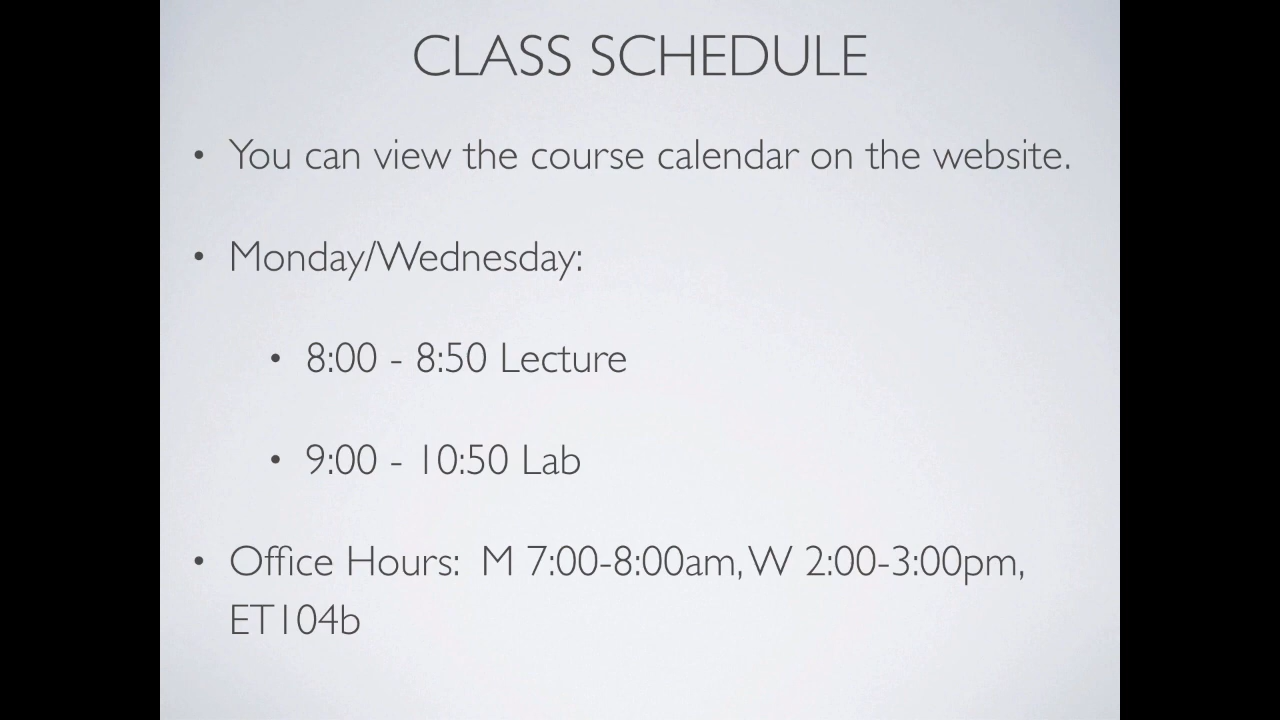 CLASS SCHEDULE
• You can view the course calendar on the website.
• Monday/Wednesday:
• 8:00 - 8:50 Lecture
• 9:00 - 10:50 Lab
• Office Hours:  M 7:00-8:00am, W 2:00-3:00pm,
ET104b